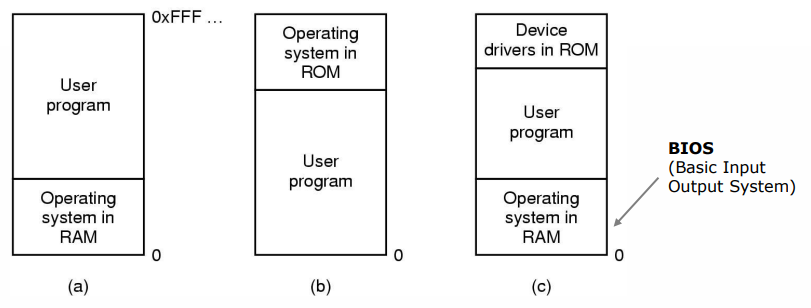 0xFFF ...
User
program
Operating
system in
RAM
0
(a)
Operating
system in
ROM
User
program
0
(b)
Device
drivers in ROM
User
program
Operating
system in
RAM
0
(c)
BIOS
(Basic Input
Output System)